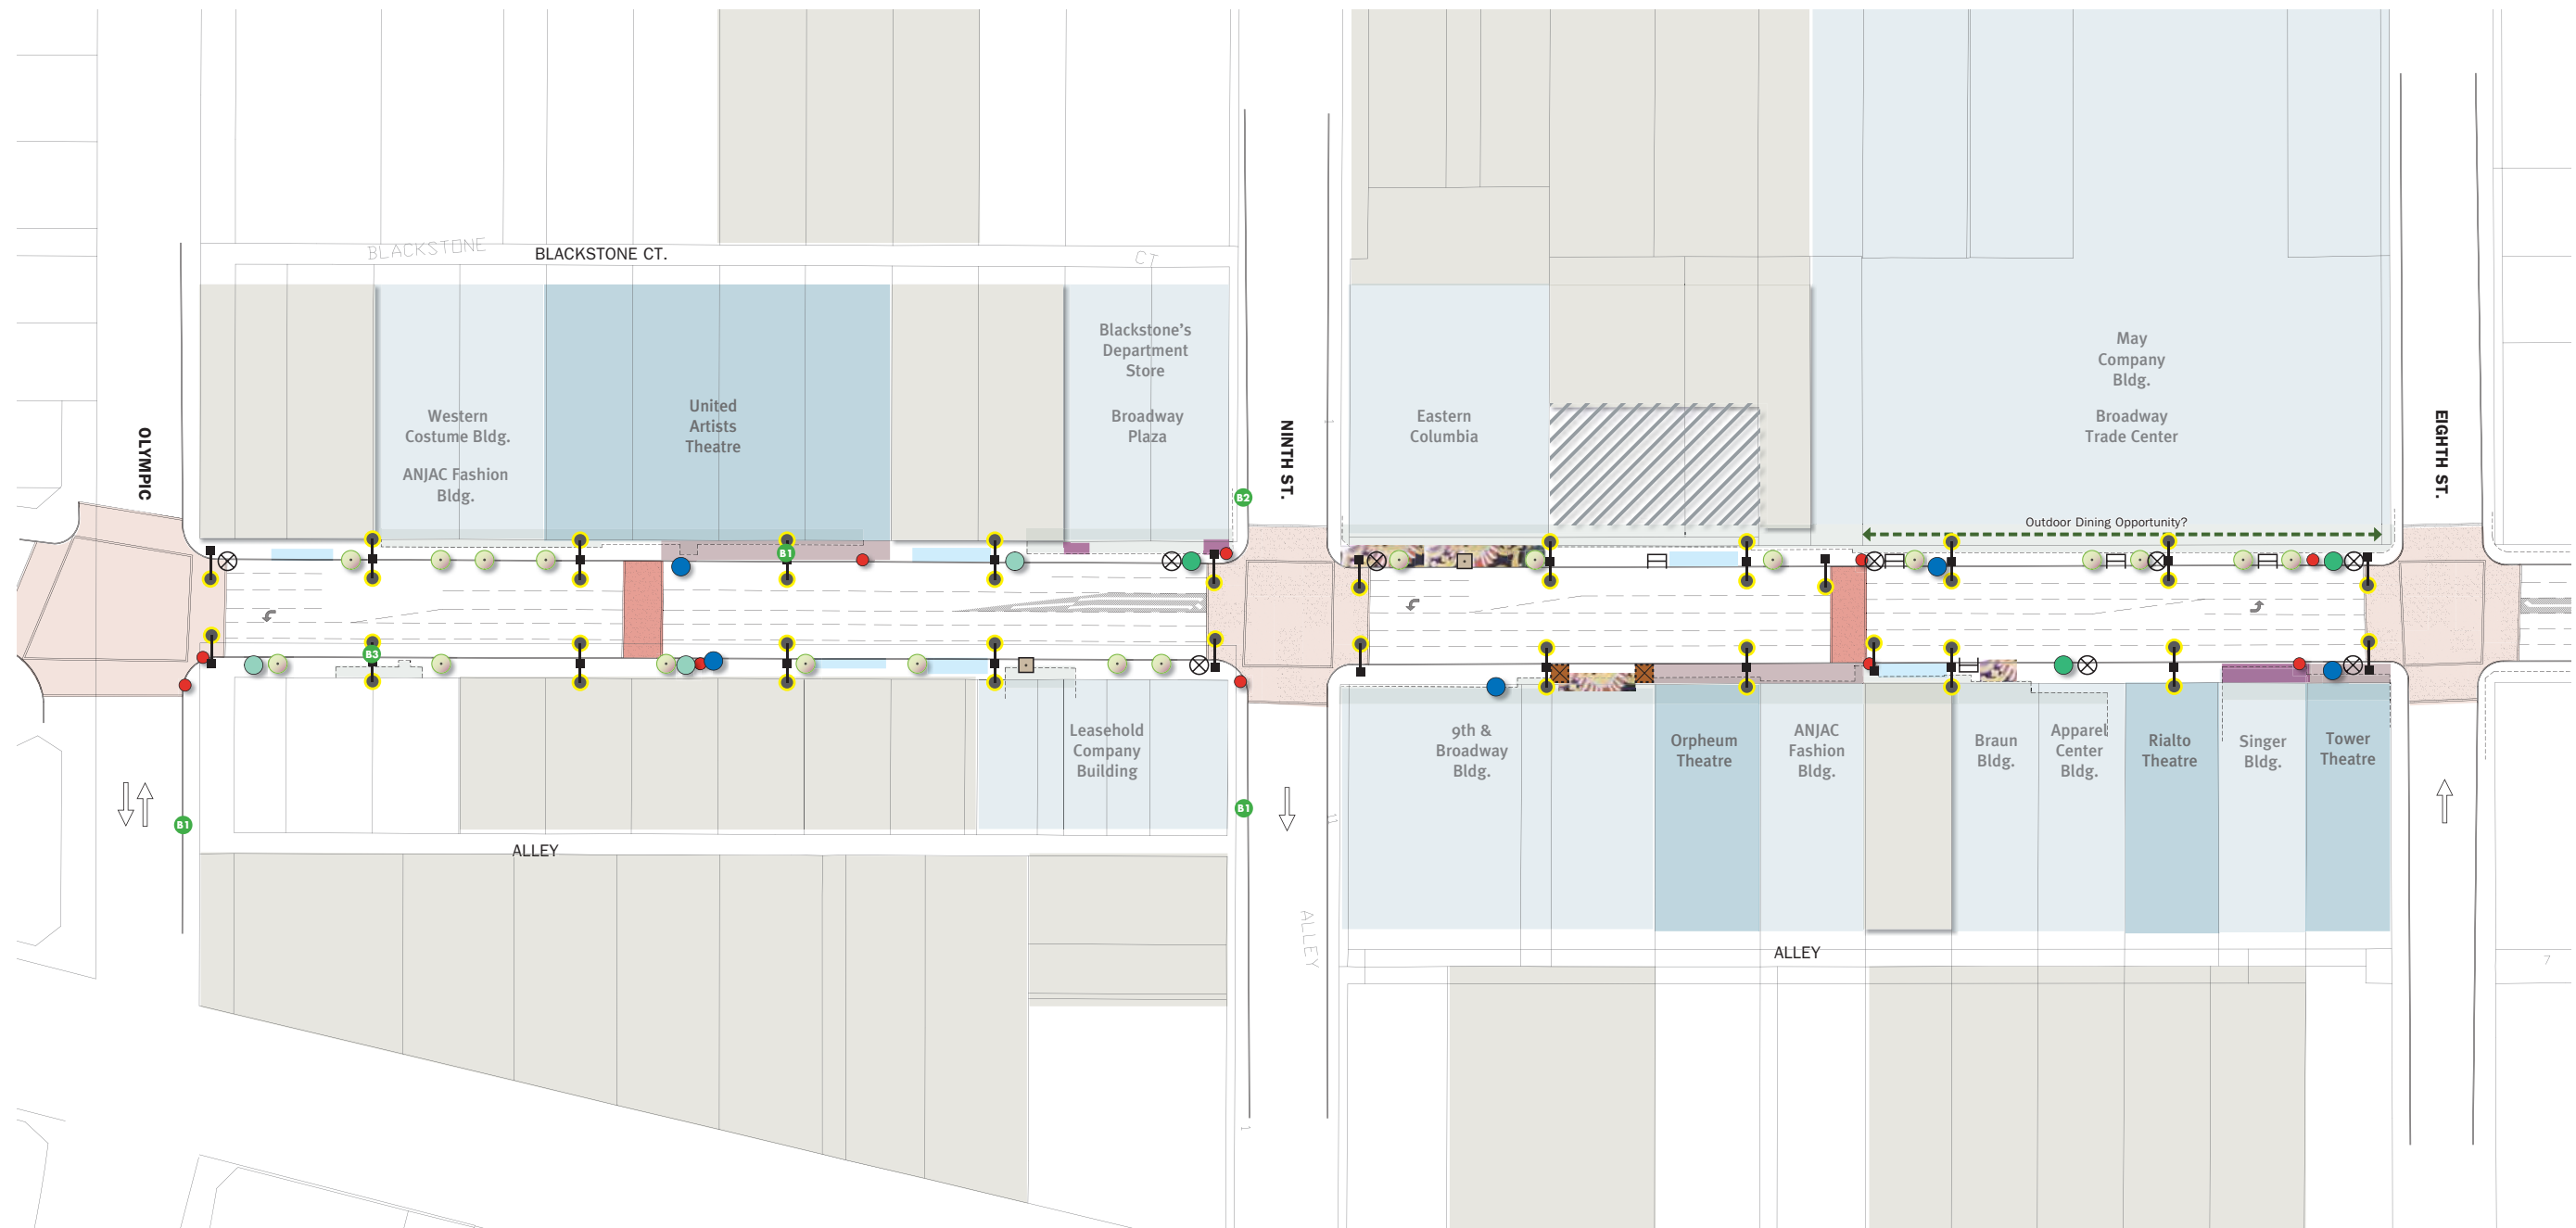 BLACKSTONE
BLACKSTONE CT.
CT
Blackstone's
Department
Store
Broadway
Plaza
Western
Costume Bldg.
ANJAC Fashion
Bldg.
United
Artists
Theatre
Eastern
Columbia
May
Company
Bldg.
Broadway
Trade Center
OLYMPIC
NINTH ST.
EIGHTH ST.
B2
Outdoor Dining Opportunity?
B1
B3
Leasehold
Company
Building
9th &
Broadway
Bldg.
Orpheum
Theatre
ANJAC
Fashion
Bldg.
Braun
Bldg.
Apparel
Center
Bldg.
Rialto
Theatre
Singer
Bldg.
Tower
Theatre
B1
B1
ALLEY
ALLEY
ALLEY
7